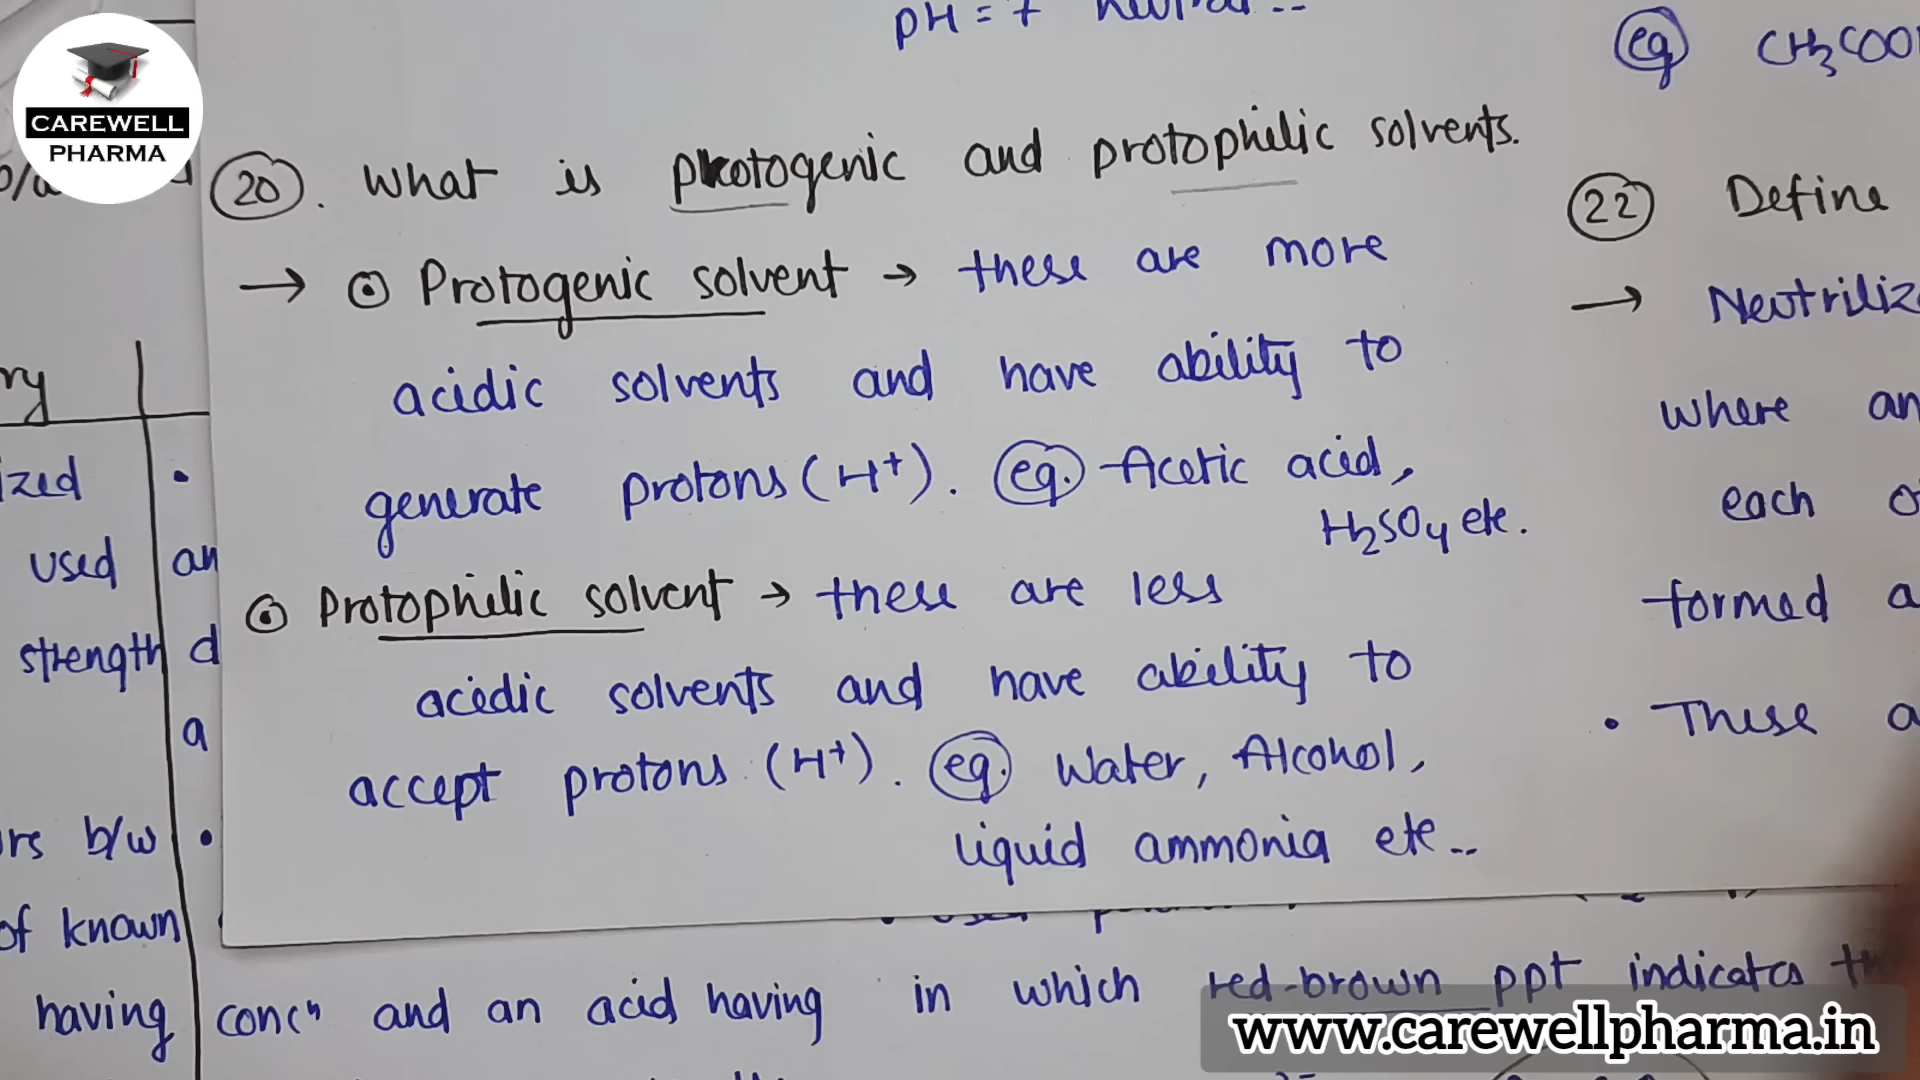 CAREWELL
PHARMA
pH = 7
eg CH3COO
20. What is protogenic and protophilic solvents.
→ ⊙ Protogenic solvent → these are more
acidic solvents and have ability to
generate protons (H+). eg. Acetic acid,
H2SO4 etc.
⊙ Protophilic solvent → these are less
acidic solvents and have ability to
accept protons (H+). eg. Water, Alcohol,
liquid ammonia etc..
22 Define
→ Neutriliz
where an
each o
formed a
• These a
ry
ized •
used an
strength d
a
rs b/w •
of known
having concn and an acid having in which red-brown ppt indicates
www.carewellpharma.in